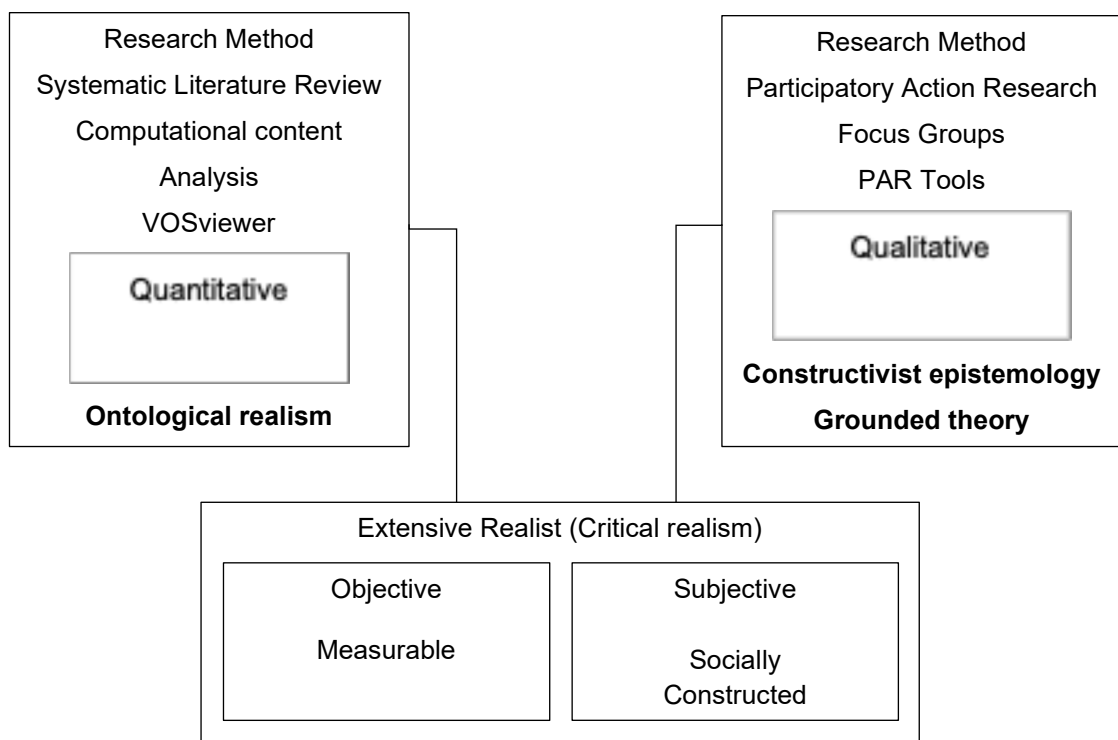 Research Method
Systematic Literature Review
Computational content
Analysis
VOSviewer
Quantitative
Ontological realism
Research Method
Participatory Action Research
Focus Groups
PAR Tools
Qualitative
Constructivist epistemology
Grounded theory
Extensive Realist (Critical realism)
Objective
Measurable
Subjective
Socially
Constructed